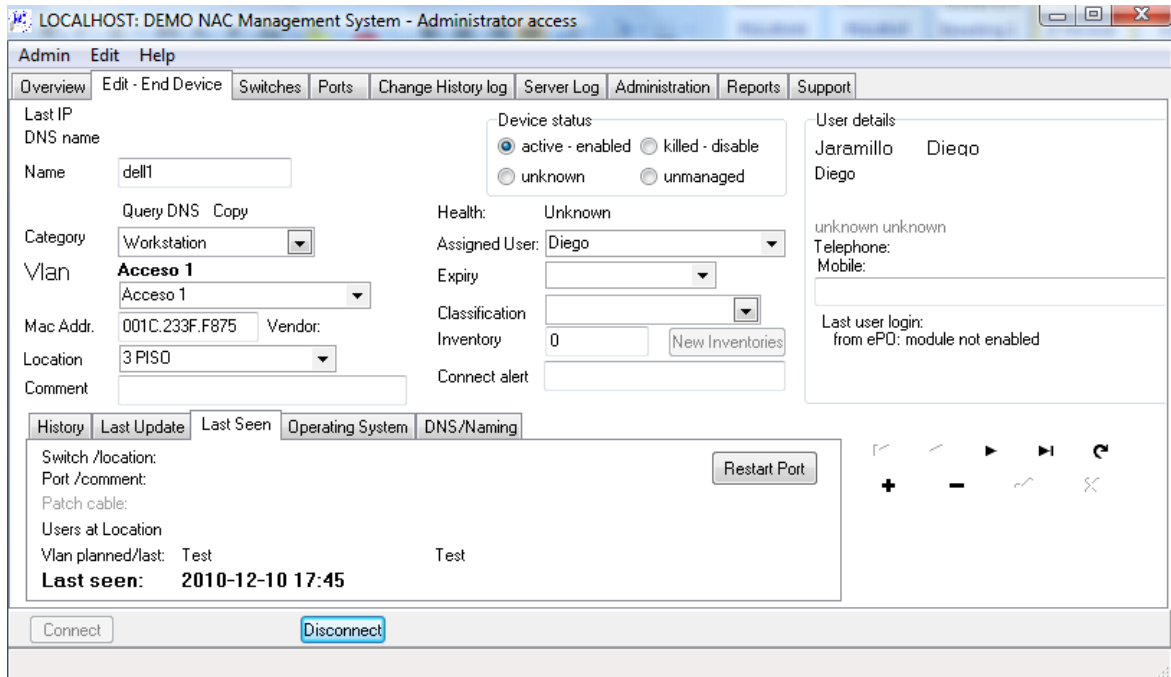 LOCALHOST: DEMO NAC Management System - Administrator access
Admin Edit Help
Overview Edit - End Device Switches Ports Change History log Server Log Administration Reports Support
Last IP
DNS name
Name dell1
Query DNS Copy
Category Workstation
Vlan Acceso 1
Acceso 1
Mac Addr. 001C.233F.F875 Vendor:
Location 3 PISO
Comment
Device status
active - enabled killed - disable
unknown unmanaged
Health: Unknown
Assigned User: Diego
Expiry
Classification
Inventory 0 New Inventories
Connect alert
User details
Jaramillo Diego
Diego
unknown unknown
Telephone:
Mobile:
Last user login:
from ePO: module not enabled
History Last Update Last Seen Operating System DNS/Naming
Switch /location:
Restart Port
Port /comment:
Patch cable:
Users at Location
Vlan planned/last: Test Test
Last seen: 2010-12-10 17:45
Connect Disconnect